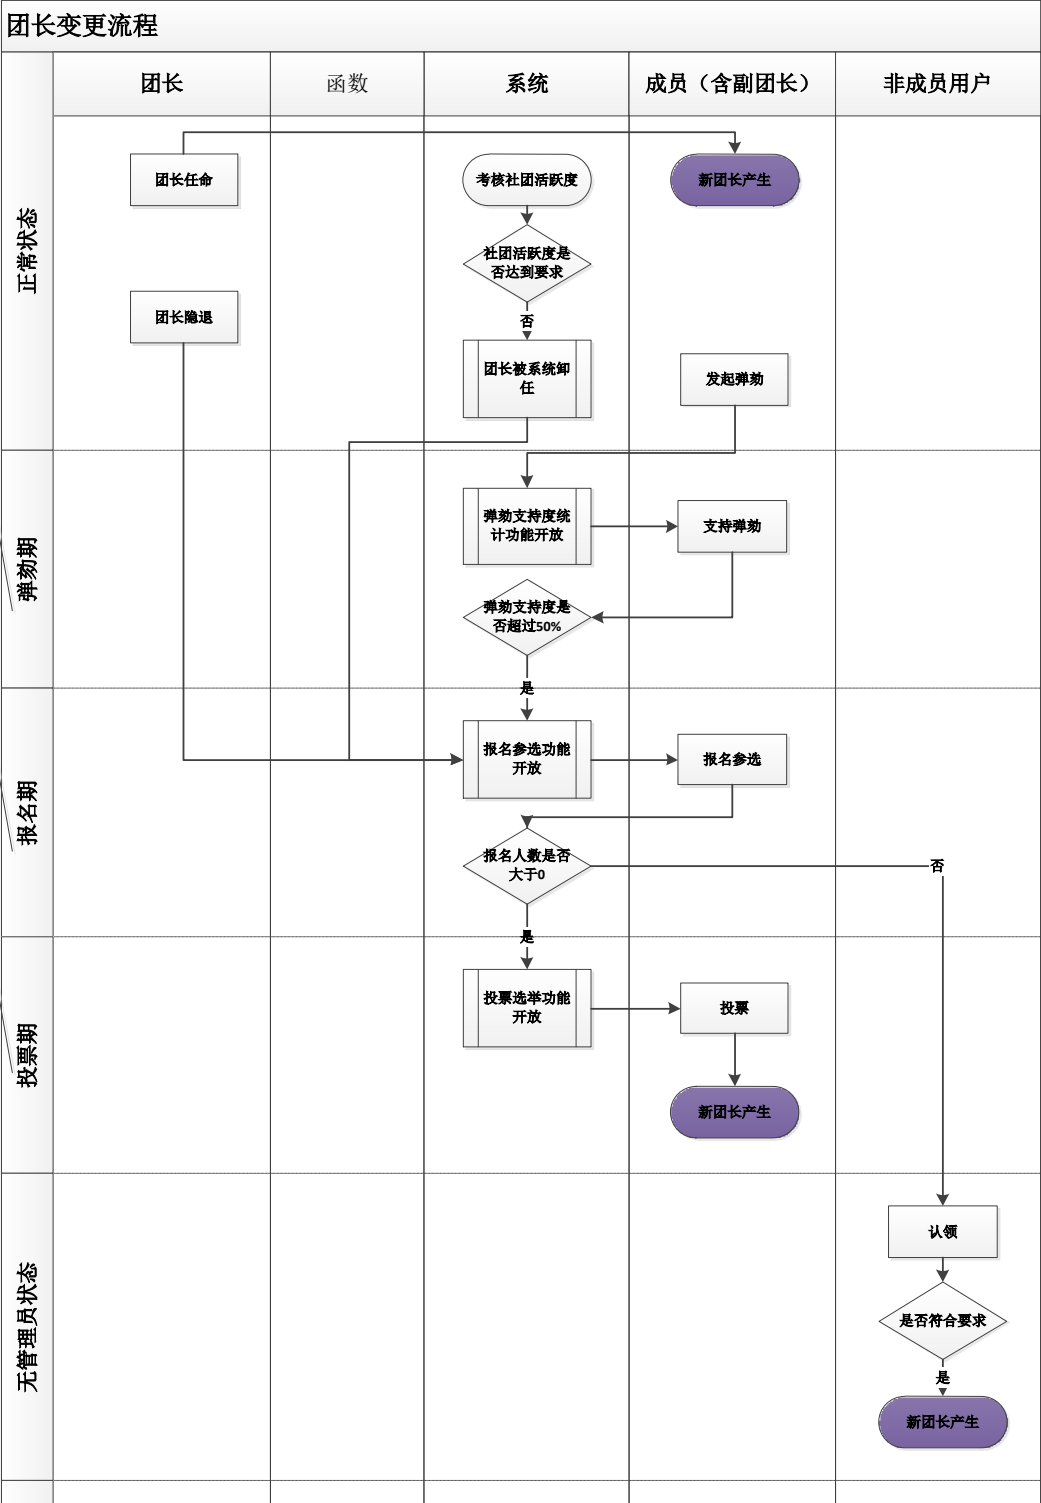 团长变更流程
团长
函数
系统
成员（含副团长）
非成员用户
正常状态
团长任命
考核社团活跃度
新团长产生
社团活跃度是
否达到要求
否
团长隐退
团长被系统卸
任
发起弹劾
弹劾期
弹劾支持度统
计功能开放
支持弹劾
弹劾支持度是
否超过50%
是
报名期
报名参选功能
开放
报名参选
报名人数是否
大于0
否
是
投票期
投票选举功能
开放
投票
新团长产生
无管理员状态
认领
是否符合要求
是
新团长产生